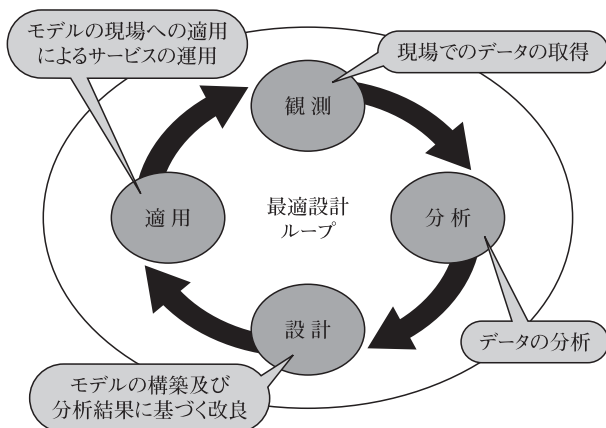 モデルの現場への適用
によるサービスの運用
現場でのデータの取得
観測
適用
最適設計
ループ
分析
設計
データの分析
モデルの構築及び
分析結果に基づく改良